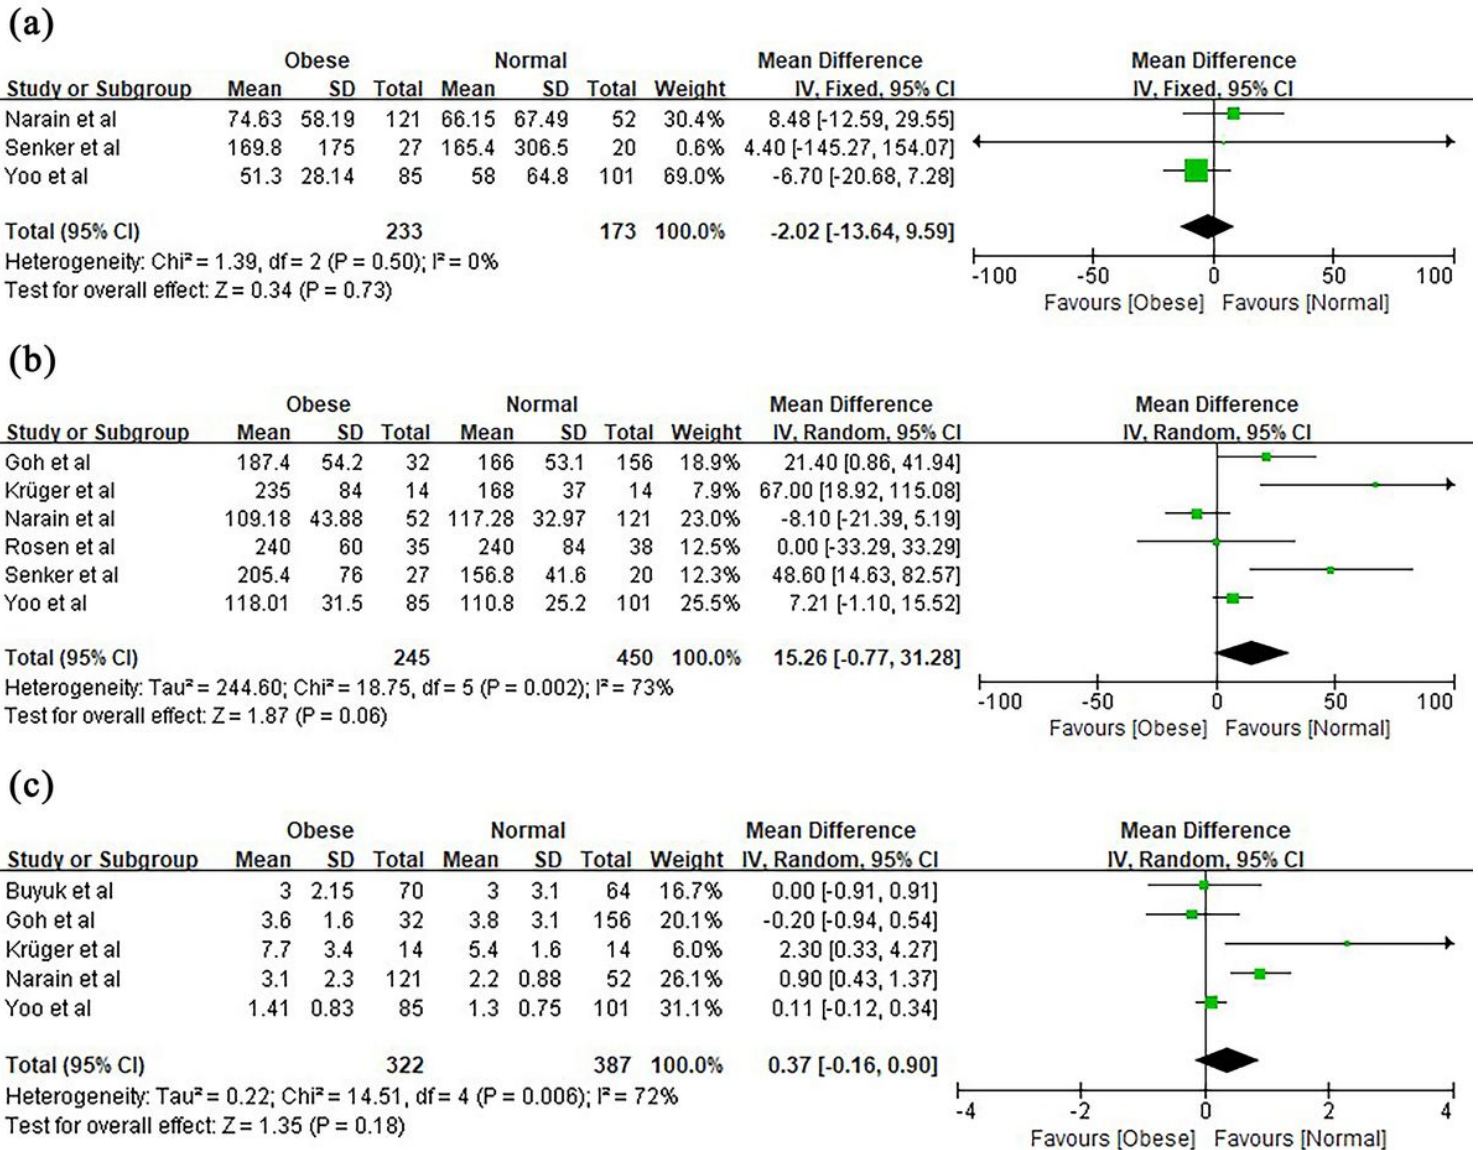 (a)
Obese Normal Mean Difference Mean Difference
Study or Subgroup Mean SD Total Mean SD Total Weight IV, Fixed, 95% CI IV, Fixed, 95% CI
Narain et al 74.63 58.19 121 66.15 67.49 52 30.4% 8.48 [-12.59, 29.55]
Senker et al 169.8 175 27 165.4 306.5 20 0.6% 4.40 [-145.27, 154.07]
Yoo et al 51.3 28.14 85 58 64.8 101 69.0% -6.70 [-20.68, 7.28]
Total (95% CI) 233 173 100.0% -2.02 [-13.64, 9.59]
Heterogeneity: Chi² = 1.39, df = 2 (P = 0.50); I² = 0%
Test for overall effect: Z = 0.34 (P = 0.73)
-100 -50 0 50 100
Favours [Obese] Favours [Normal]
(b)
Obese Normal Mean Difference Mean Difference
Study or Subgroup Mean SD Total Mean SD Total Weight IV, Random, 95% CI IV, Random, 95% CI
Goh et al 187.4 54.2 32 166 53.1 156 18.9% 21.40 [0.86, 41.94]
Krüger et al 235 84 14 168 37 14 7.9% 67.00 [18.92, 115.08]
Narain et al 109.18 43.88 52 117.28 32.97 121 23.0% -8.10 [-21.39, 5.19]
Rosen et al 240 60 35 240 84 38 12.5% 0.00 [-33.29, 33.29]
Senker et al 205.4 76 27 156.8 41.6 20 12.3% 48.60 [14.63, 82.57]
Yoo et al 118.01 31.5 85 110.8 25.2 101 25.5% 7.21 [-1.10, 15.52]
Total (95% CI) 245 450 100.0% 15.26 [-0.77, 31.28]
Heterogeneity: Tau² = 244.60; Chi² = 18.75, df = 5 (P = 0.002); I² = 73%
Test for overall effect: Z = 1.87 (P = 0.06)
-100 -50 0 50 100
Favours [Obese] Favours [Normal]
(c)
Obese Normal Mean Difference Mean Difference
Study or Subgroup Mean SD Total Mean SD Total Weight IV, Random, 95% CI IV, Random, 95% CI
Buyuk et al 3 2.15 70 3 3.1 64 16.7% 0.00 [-0.91, 0.91]
Goh et al 3.6 1.6 32 3.8 3.1 156 20.1% -0.20 [-0.94, 0.54]
Krüger et al 7.7 3.4 14 5.4 1.6 14 6.0% 2.30 [0.33, 4.27]
Narain et al 3.1 2.3 121 2.2 0.88 52 26.1% 0.90 [0.43, 1.37]
Yoo et al 1.41 0.83 85 1.3 0.75 101 31.1% 0.11 [-0.12, 0.34]
Total (95% CI) 322 387 100.0% 0.37 [-0.16, 0.90]
Heterogeneity: Tau² = 0.22; Chi² = 14.51, df = 4 (P = 0.006); I² = 72%
Test for overall effect: Z = 1.35 (P = 0.18)
-4 -2 0 2 4
Favours [Obese] Favours [Normal]